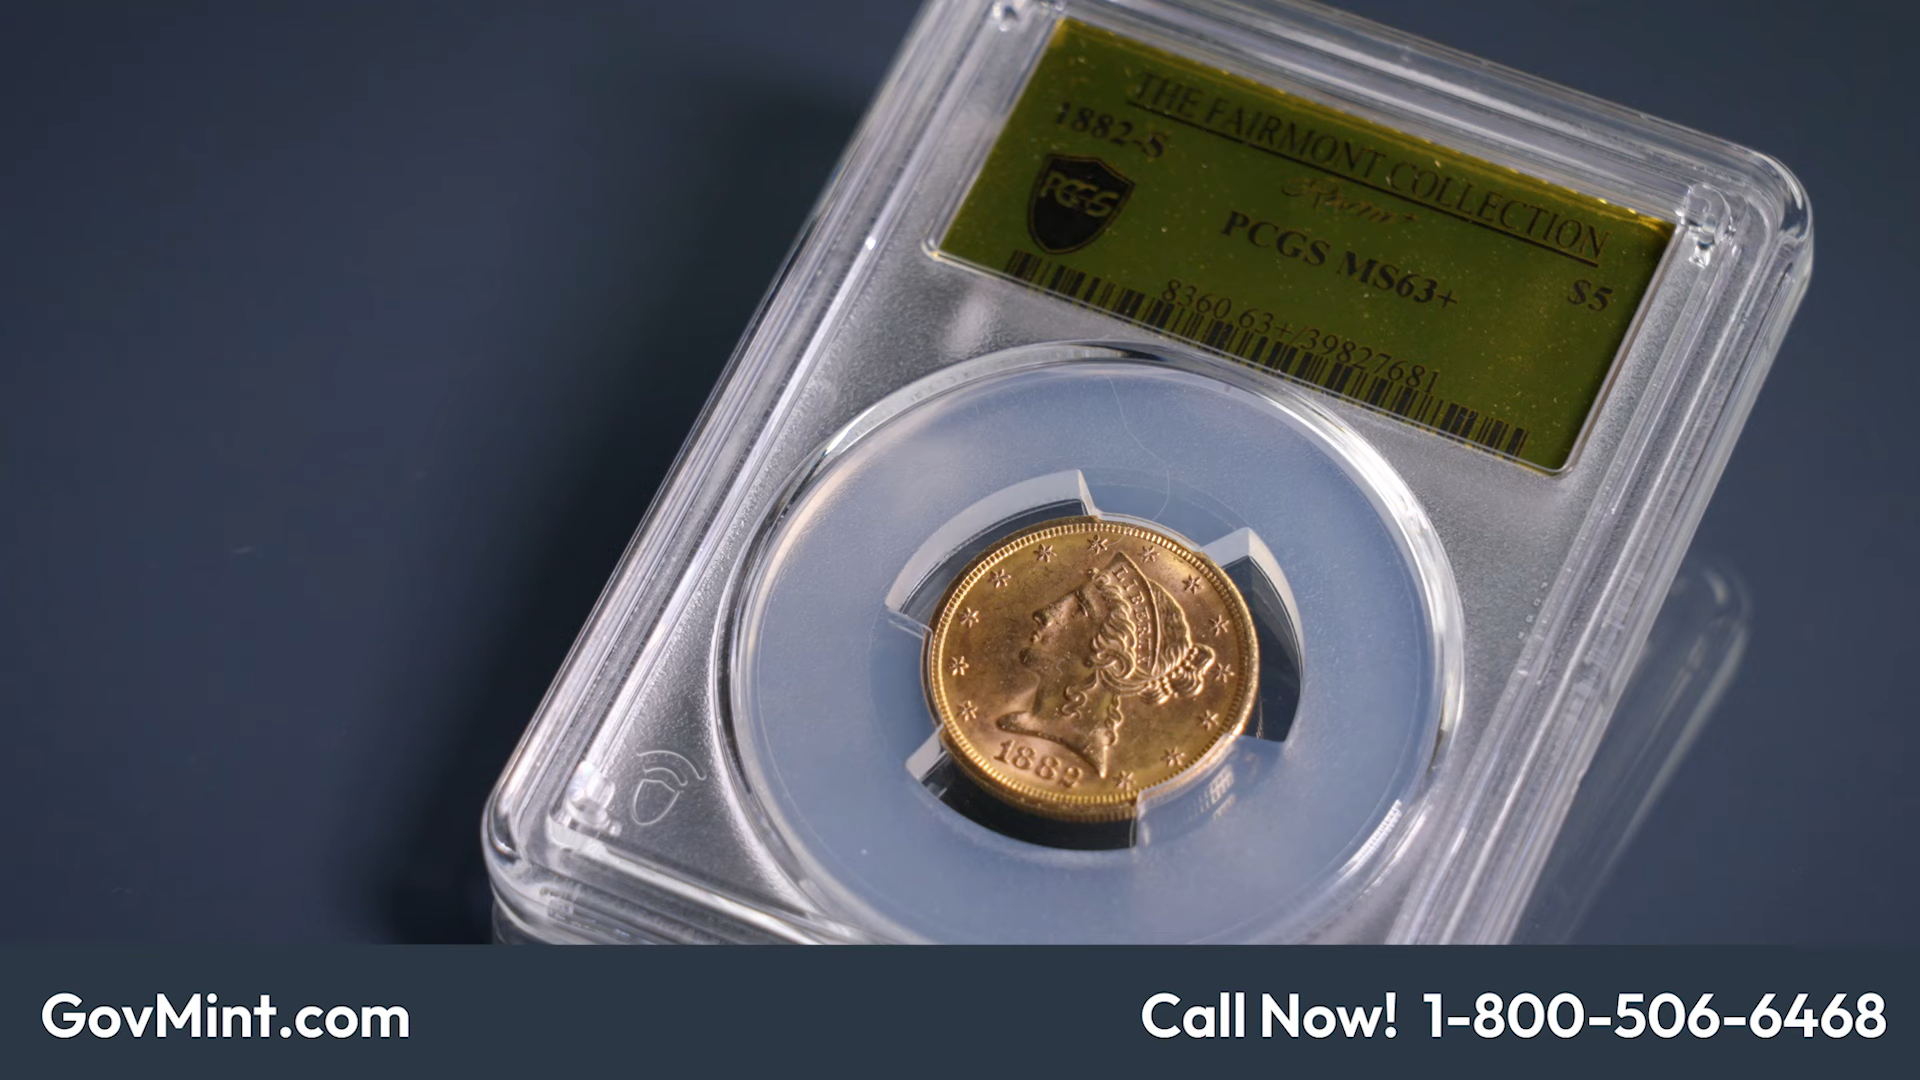 THE FAIRMONT COLLECTION
1882-S
PCGS
PCGS MS63+
$5
8360.63+/39827681
LIBERTY
1882
GovMint.com
Call Now! 1-800-506-6468